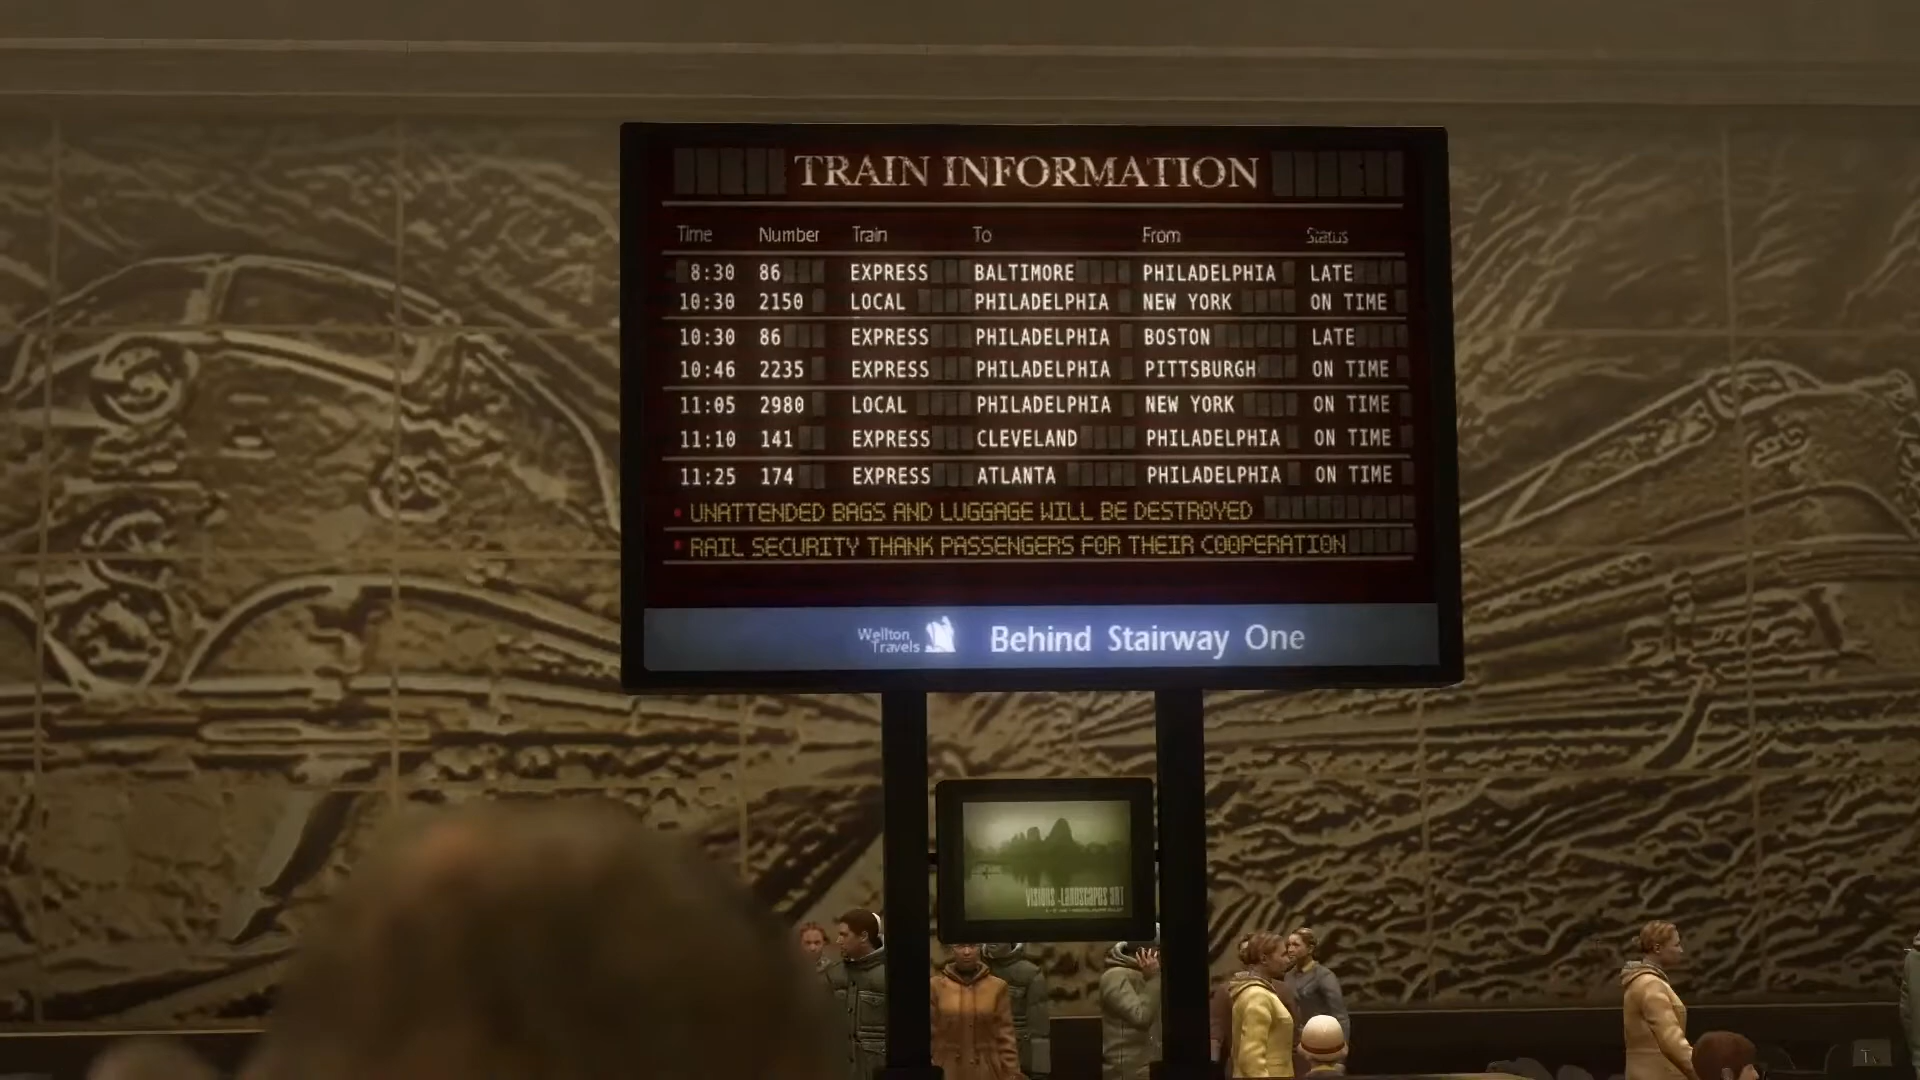 TRAIN INFORMATION
Time Number Train To From Status
8:30 86 EXPRESS BALTIMORE PHILADELPHIA LATE
10:30 2150 LOCAL PHILADELPHIA NEW YORK ON TIME
10:30 86 EXPRESS PHILADELPHIA BOSTON LATE
10:46 2235 EXPRESS PHILADELPHIA PITTSBURGH ON TIME
11:05 2980 LOCAL PHILADELPHIA NEW YORK ON TIME
11:10 141 EXPRESS CLEVELAND PHILADELPHIA ON TIME
11:25 174 EXPRESS ATLANTA PHILADELPHIA ON TIME
UNATTENDED BAGS AND LUGGAGE WILL BE DESTROYED
RAIL SECURITY THANK PASSENGERS FOR THEIR COOPERATION
Wellton Travels Behind Stairway One
VISIONS -LANDSCAPES ART